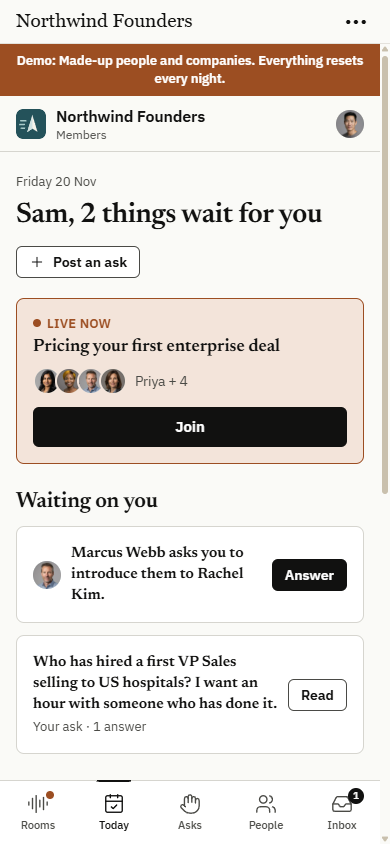 Northwind Founders
Demo: Made-up people and companies. Everything resets
every night.
Northwind Founders
Members
Friday 20 Nov
Sam, 2 things wait for you
Post an ask
LIVE NOW
Pricing your first enterprise deal
Priya + 4
Join
Waiting on you
Marcus Webb asks you to
introduce them to Rachel
Kim.
Answer
Who has hired a first VP Sales
selling to US hospitals? I want an
hour with someone who has done it.
Read
Your ask · 1 answer
1
Rooms
Today
Asks
People
Inbox